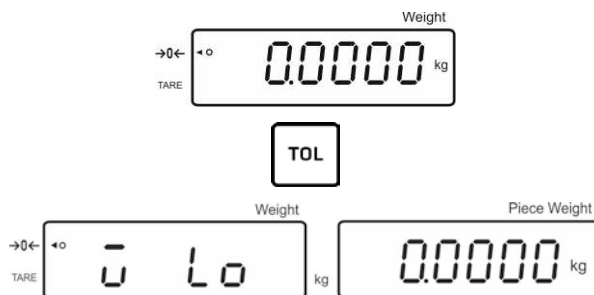 Weight
→0← ◄o 0.0000 kg
TARE
TOL
Weight Piece Weight
→0← ◄o ū Lo 0.0000 kg
TARE kg